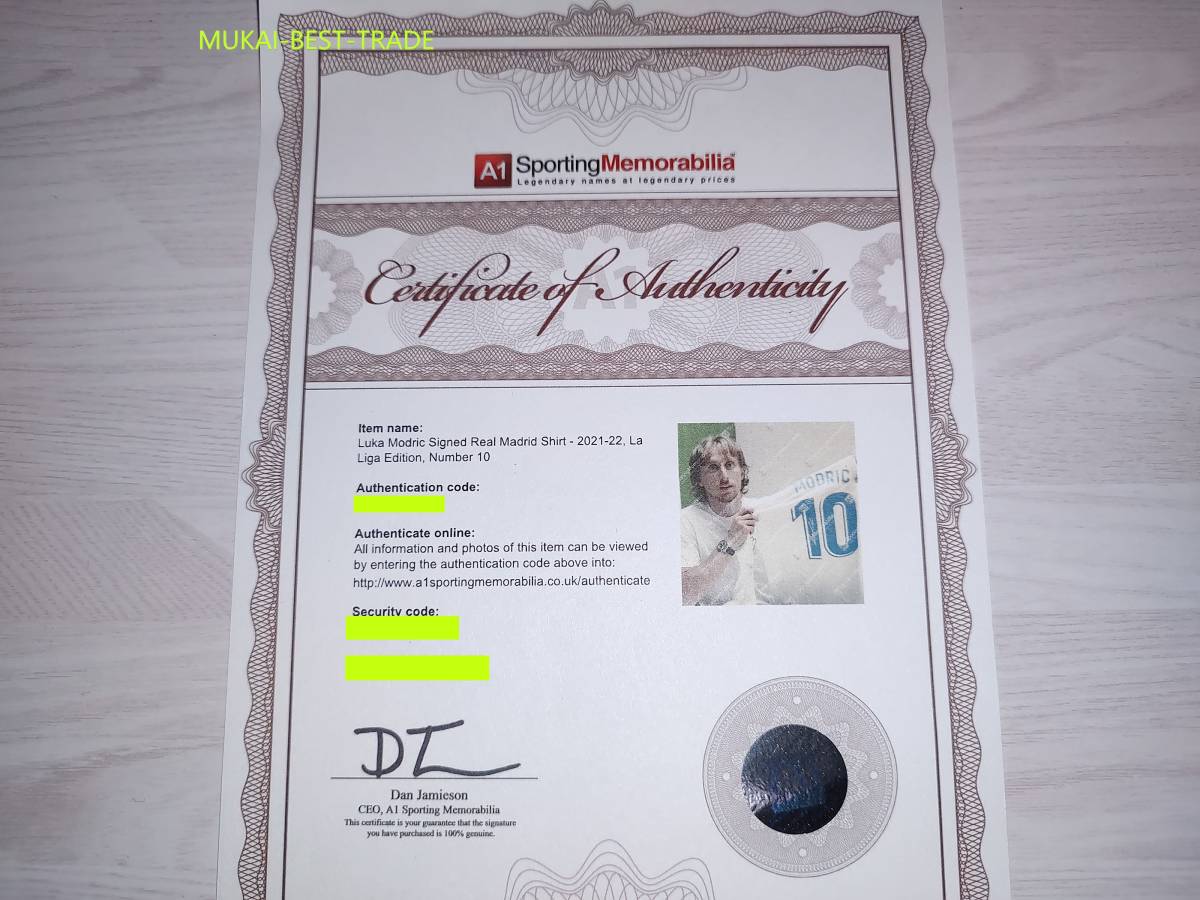 MUKAI-BEST-TRADE
A1 SportingMemorabilia™
Legendary names at legendary prices
Certificate of Authenticity
Item name:
Luka Modric Signed Real Madrid Shirt - 2021-22, La
Liga Edition, Number 10
Authentication code:
Authenticate online:
All information and photos of this item can be viewed
by entering the authentication code above into:
http://www.a1sportingmemorabilia.co.uk/authenticate
Security code:
MODRIĆ
10
Dan Jamieson
CEO, A1 Sporting Memorabilia
This certificate is your guarantee that the signature
you have purchased is 100% genuine.